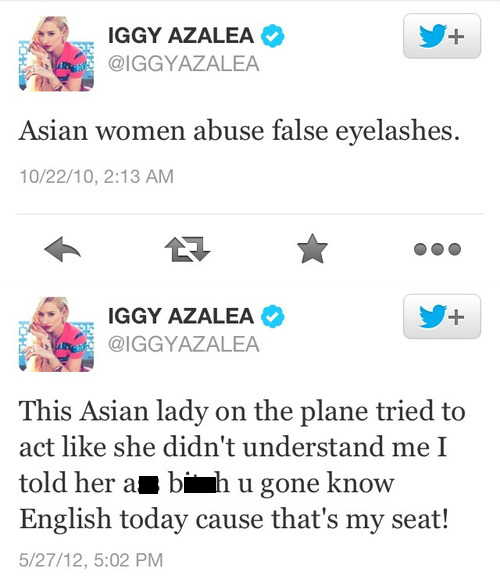 IGGY AZALEA
@IGGYAZALEA
Asian women abuse false eyelashes.
10/22/10, 2:13 AM
IGGY AZALEA
@IGGYAZALEA
This Asian lady on the plane tried to
act like she didn't understand me I
told her a b h u gone know
English today cause that's my seat!
5/27/12, 5:02 PM